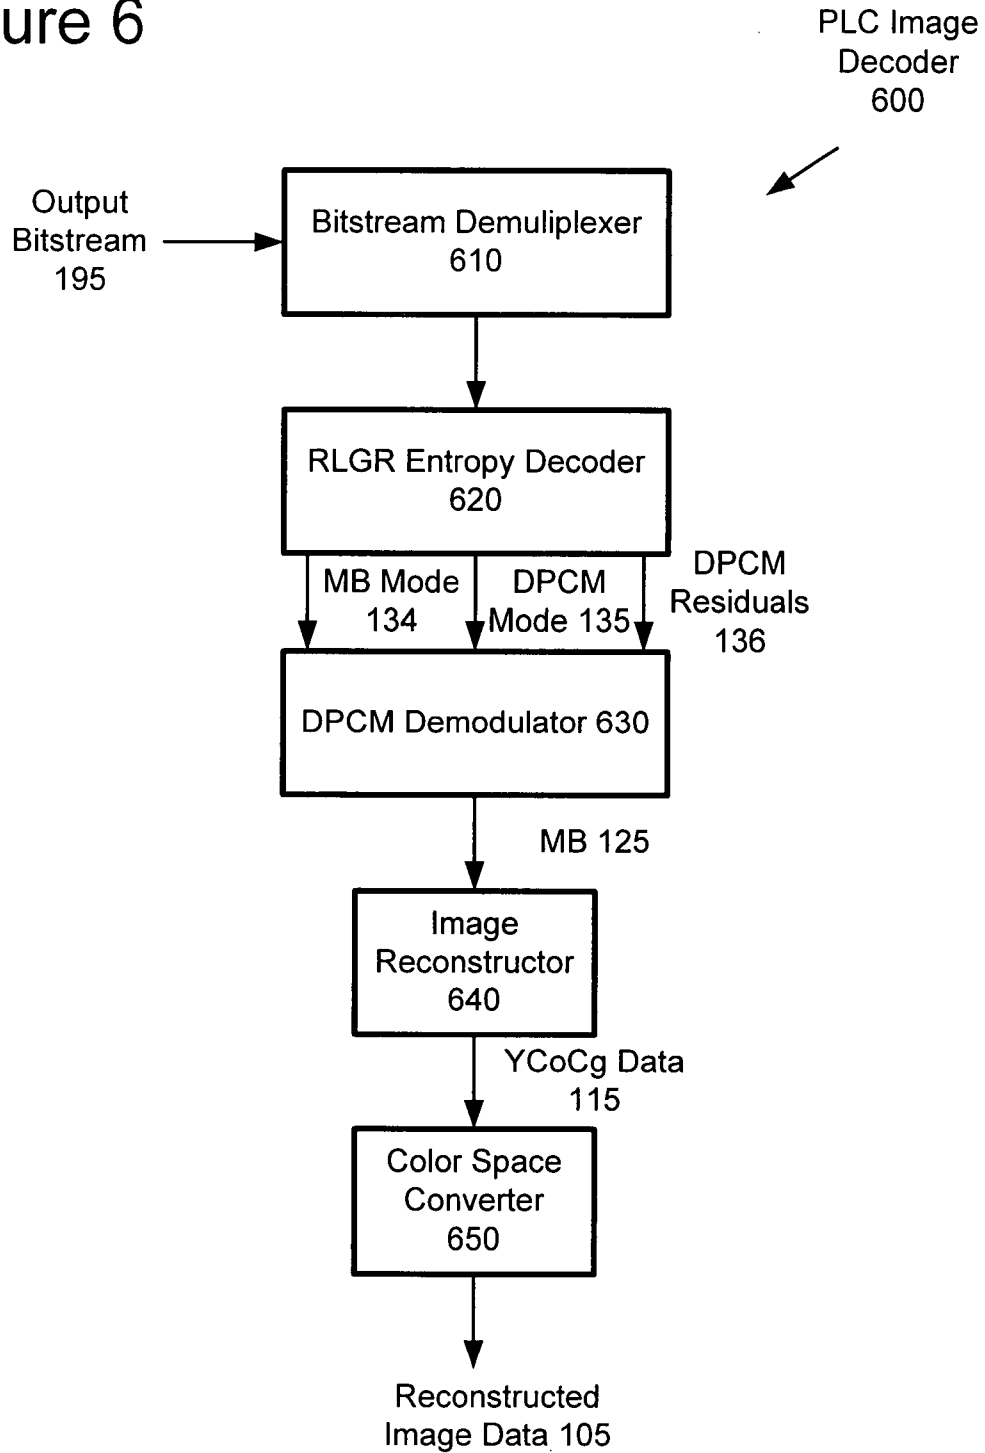 ure 6
PLC Image
Decoder
600
Output
Bitstream
195
Bitstream Demuliplexer
610
RLGR Entropy Decoder
620
MB Mode
134
DPCM
Mode 135
DPCM
Residuals
136
DPCM Demodulator 630
MB 125
Image
Reconstructor
640
YCoCg Data
115
Color Space
Converter
650
Reconstructed
Image Data 105